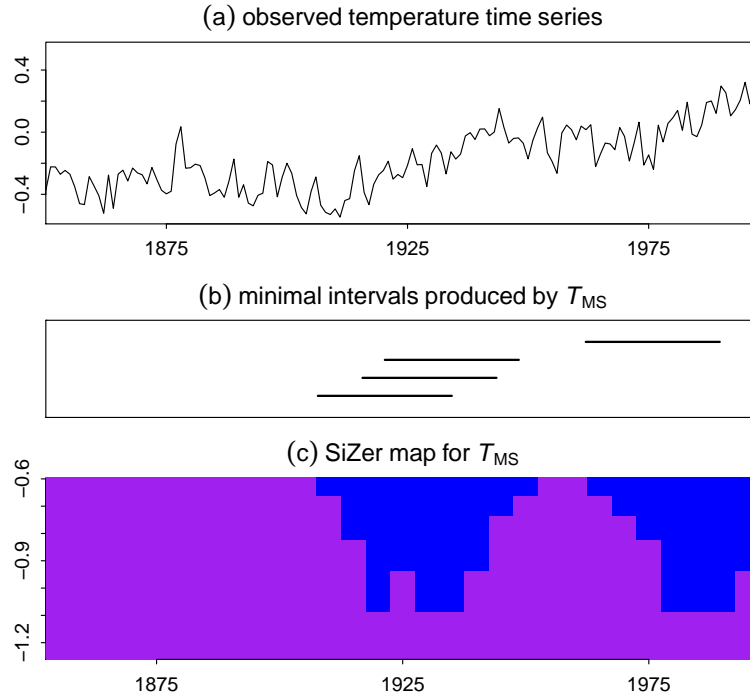 (a) observed temperature time series
0.4
0.0
−0.4
1875 1925 1975
(b) minimal intervals produced by T_MS
(c) SiZer map for T_MS
−0.6
−0.9
−1.2
1875 1925 1975